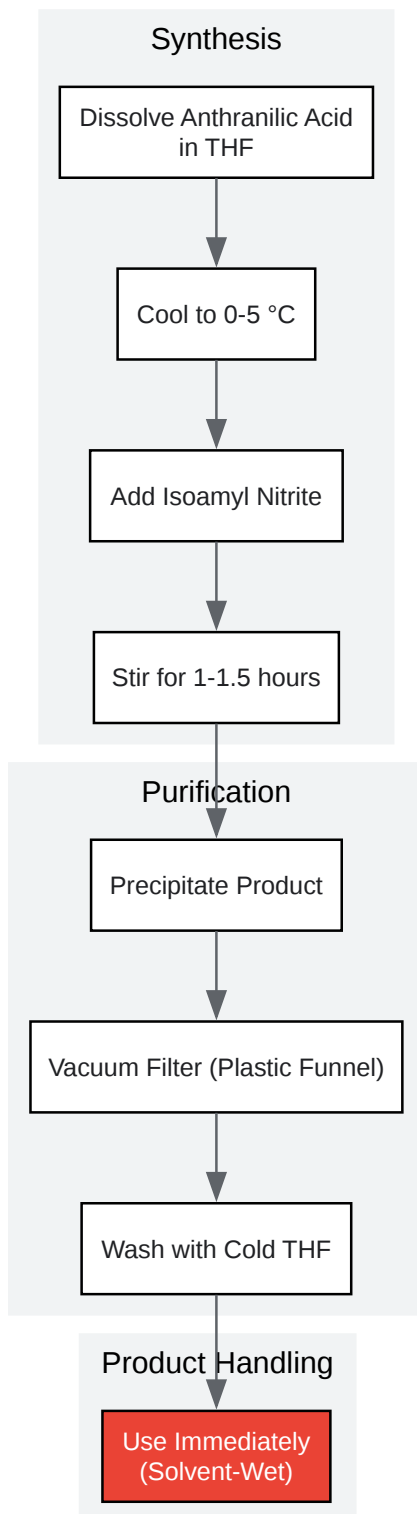 Synthesis
Dissolve Anthranilic Acid
in THF
Cool to 0-5 °C
Add Isoamyl Nitrite
Stir for 1-1.5 hours
Purification
Precipitate Product
Vacuum Filter (Plastic Funnel)
Wash with Cold THF
Product Handling
Use Immediately
(Solvent-Wet)